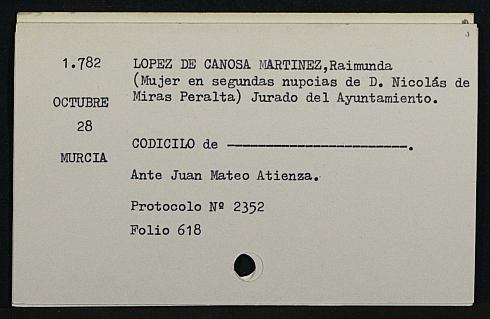 1.782
LOPEZ DE CANOSA MARTINEZ,Raimunda
(Mujer en segundas nupcias de D. Nicolás de
Miras Peralta) Jurado del Ayuntamiento.
OCTUBRE
28
MURCIA
CODICILO de ------------------------.
Ante Juan Mateo Atienza.
Protocolo Nº 2352
Folio 618